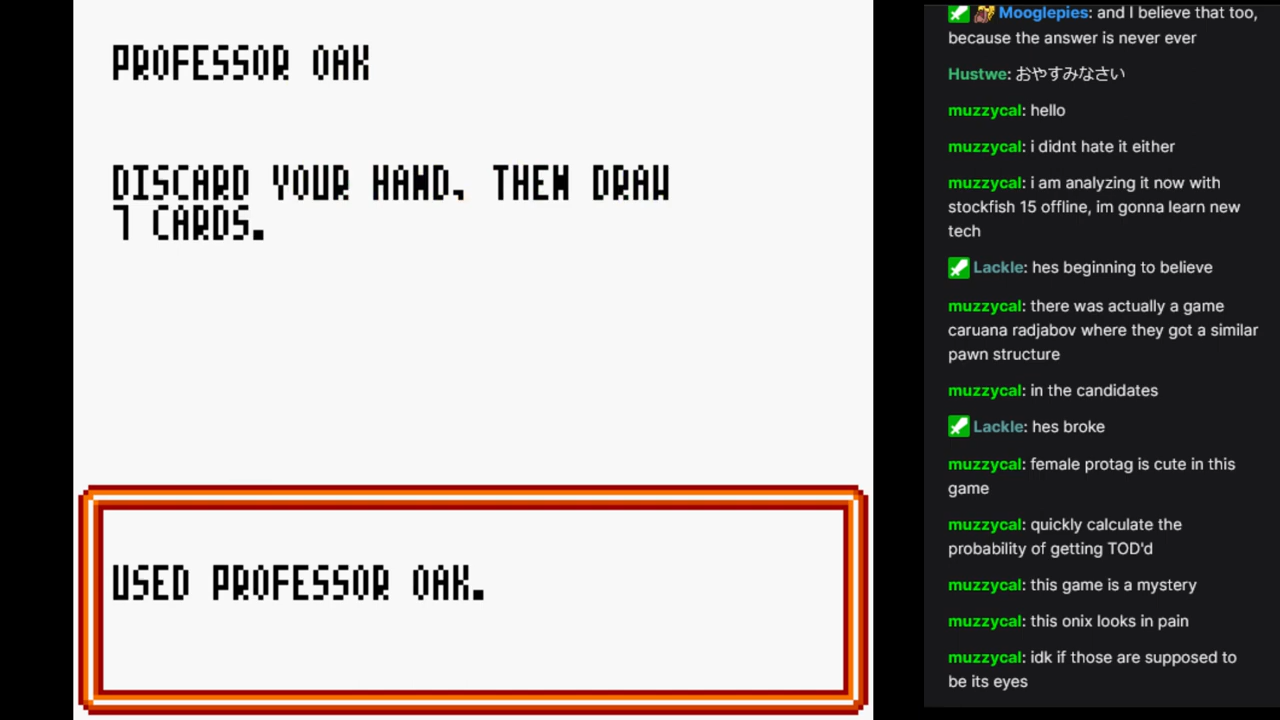 PROFESSOR OAK
DISCARD YOUR HAND, THEN DRAW
7 CARDS.
USED PROFESSOR OAK.
Mooglepies: and I believe that too,
because the answer is never ever
Hustwe: おやすみなさい
muzzycal: hello
muzzycal: i didnt hate it either
muzzycal: i am analyzing it now with
stockfish 15 offline, im gonna learn new
tech
Lackle: hes beginning to believe
muzzycal: there was actually a game
caruana radjabov where they got a similar
pawn structure
muzzycal: in the candidates
Lackle: hes broke
muzzycal: female protag is cute in this
game
muzzycal: quickly calculate the
probability of getting TOD'd
muzzycal: this game is a mystery
muzzycal: this onix looks in pain
muzzycal: idk if those are supposed to
be its eyes